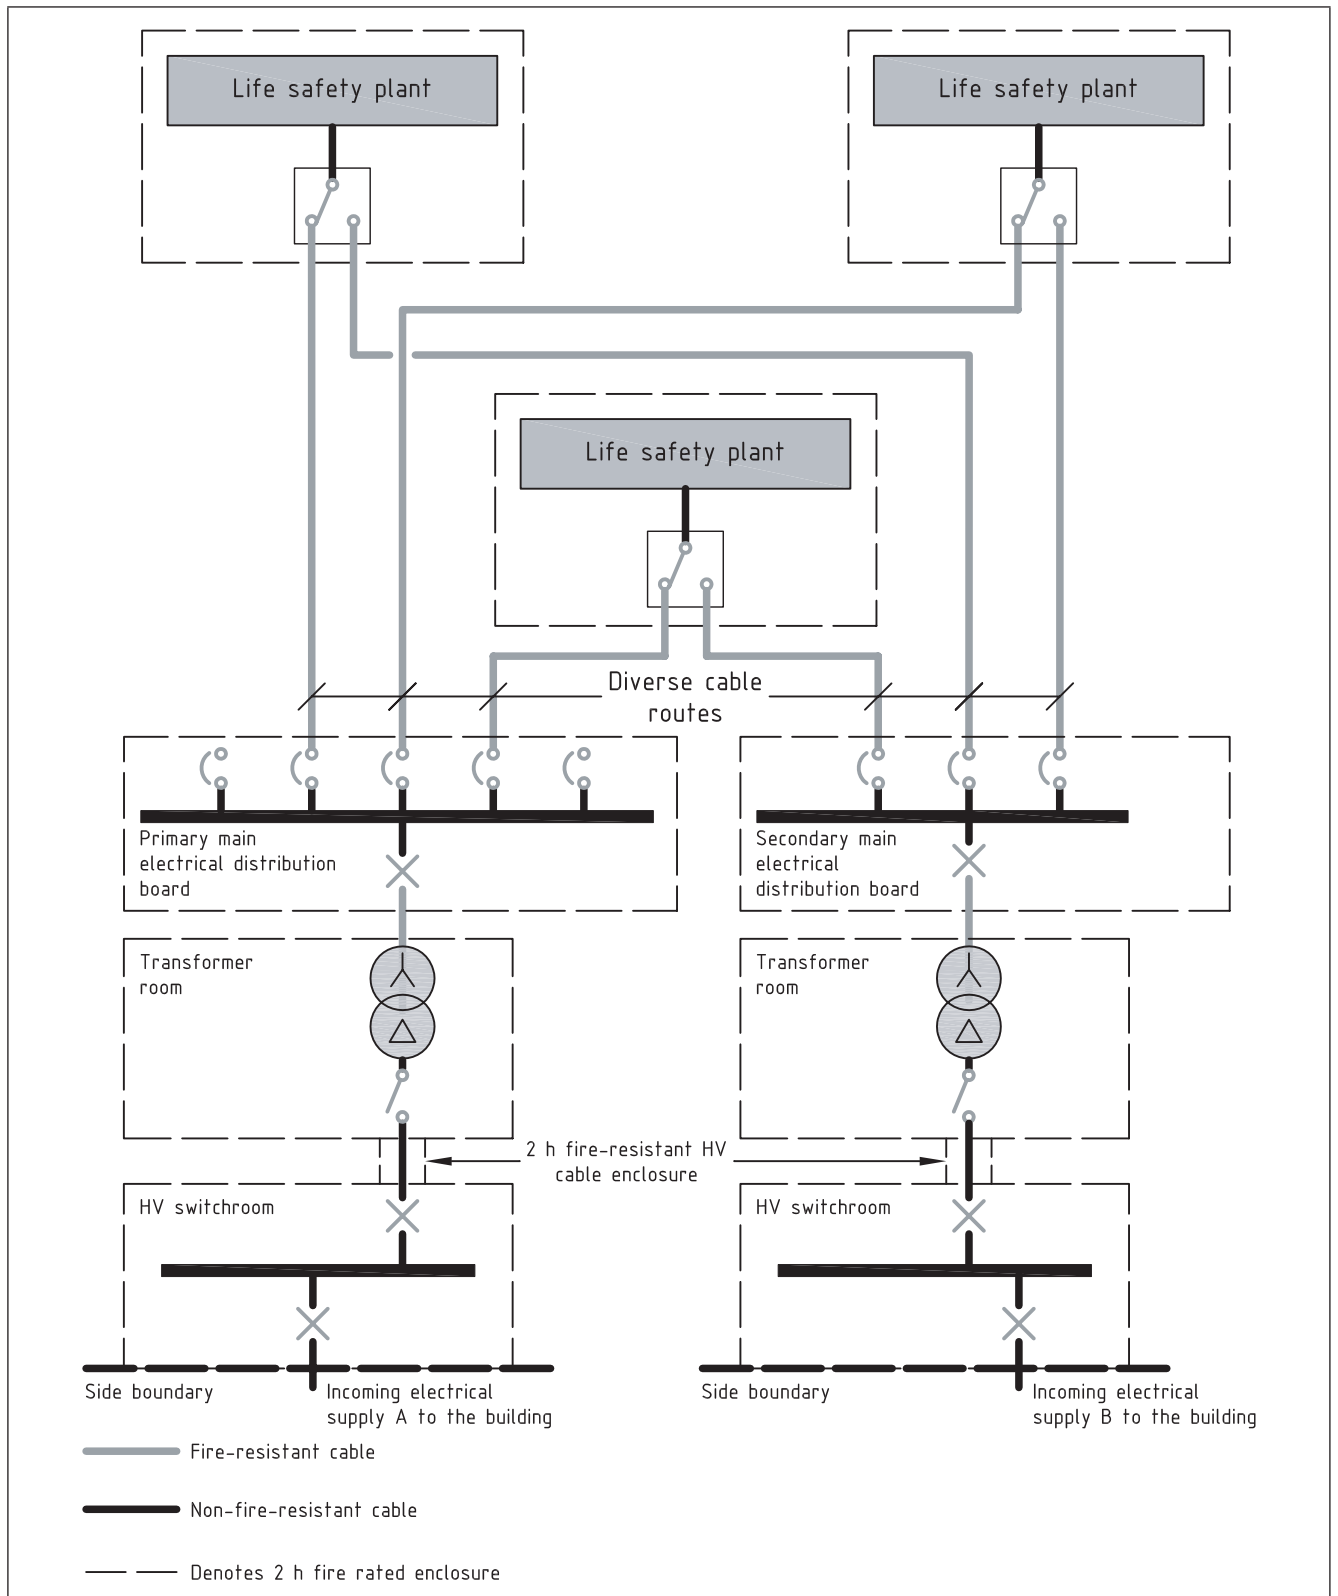 Life safety plant
Life safety plant
Life safety plant
Diverse cable
routes
Primary main
electrical distribution
board
Secondary main
electrical
distribution board
Transformer
room
Transformer
room
2 h fire-resistant HV
cable enclosure
HV switchroom
HV switchroom
Side boundary
Incoming electrical
supply A to the building
Side boundary
Incoming electrical
supply B to the building
Fire-resistant cable
Non-fire-resistant cable
Denotes 2 h fire rated enclosure